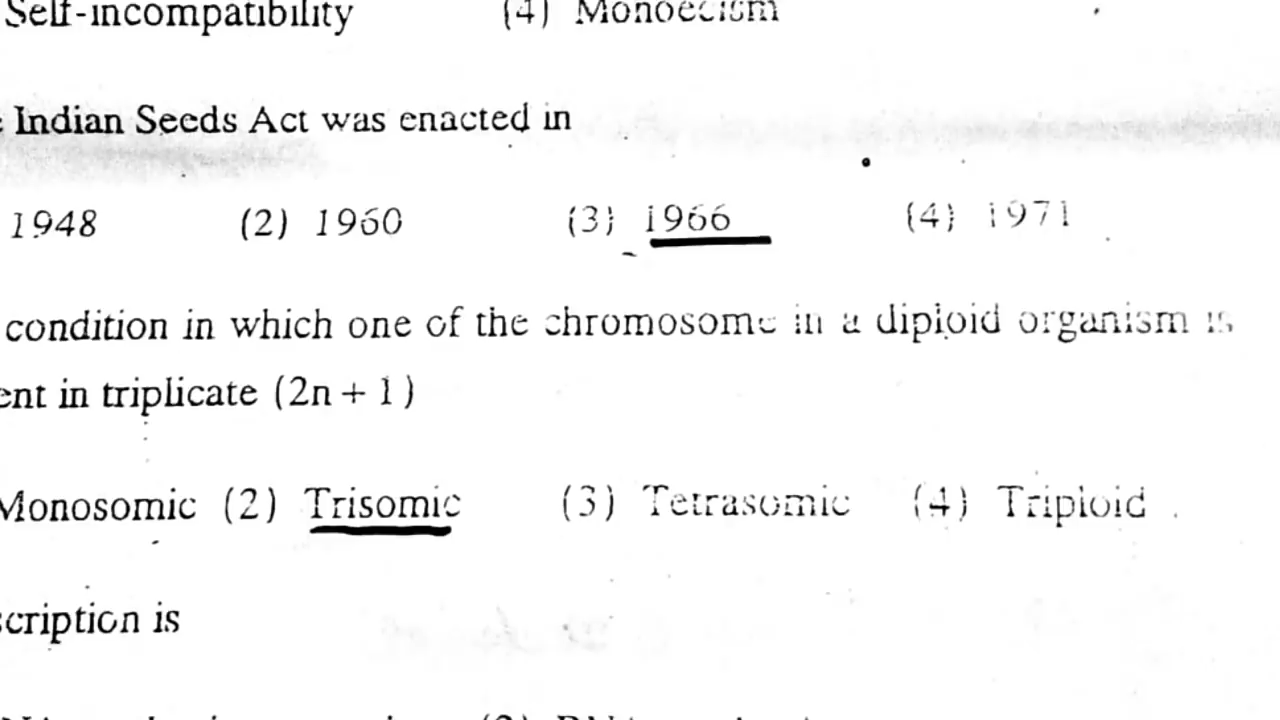 Self-incompatibility (4) Monoecism
Indian Seeds Act was enacted in
1948 (2) 1960 (3) 1966 (4) 1971
condition in which one of the chromosome in a diploid organism is
ent in triplicate (2n + 1)
Monosomic (2) Trisomic (3) Tetrasomic (4) Triploid
scription is